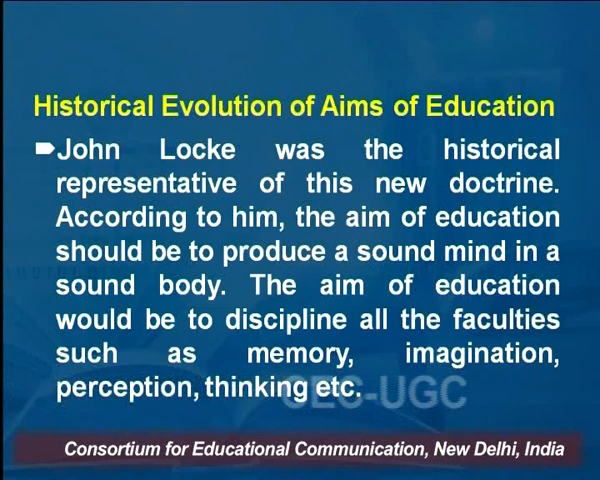 Historical Evolution of Aims of Education
John Locke was the historical
representative of this new doctrine.
According to him, the aim of education
should be to produce a sound mind in a
sound body. The aim of education
would be to discipline all the faculties
such as memory, imagination,
perception, thinking etc.
CEC-UGC
Consortium for Educational Communication, New Delhi, India